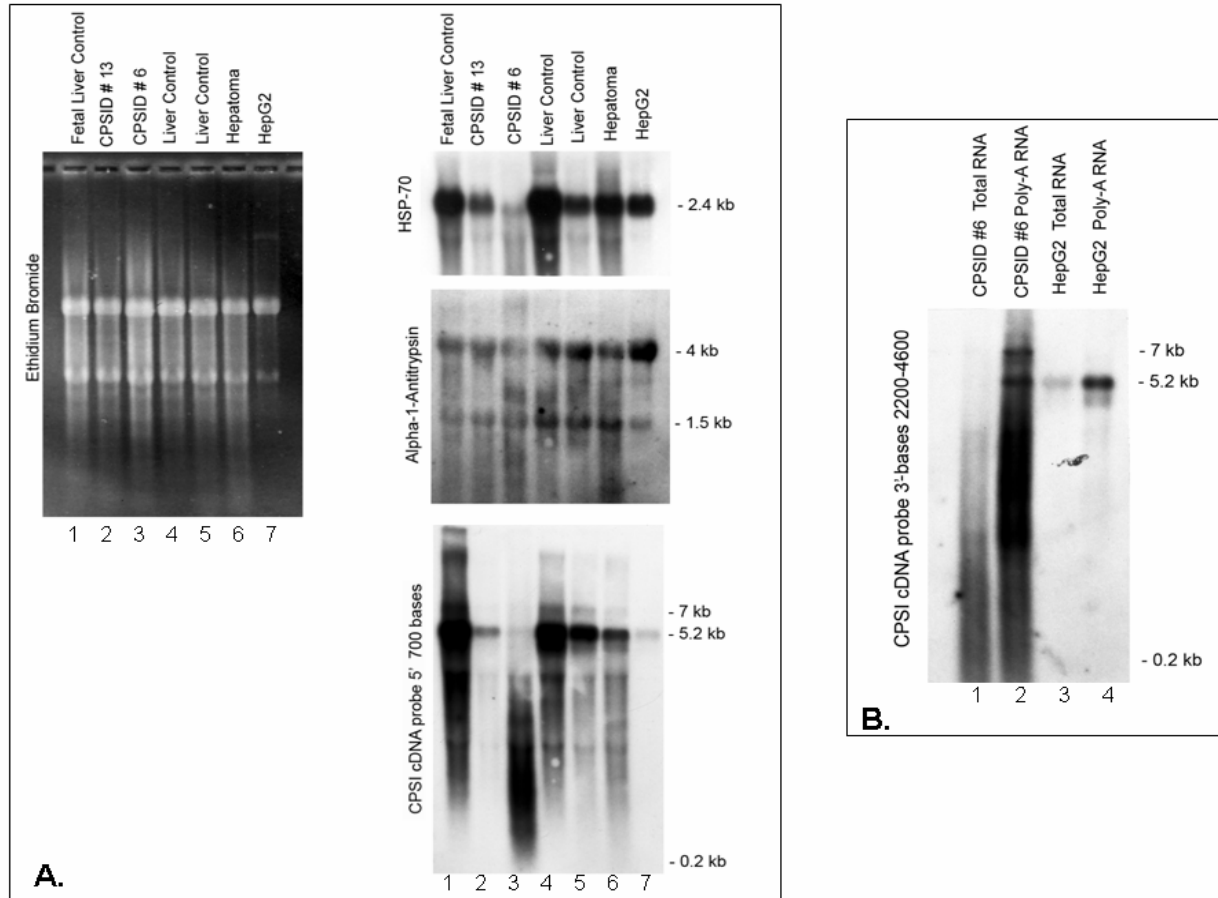 Fetal Liver Control
CPSID # 13
CPSID # 6
Liver Control
Liver Control
Hepatoma
HepG2
Ethidium Bromide
1 2 3 4 5 6 7
Fetal Liver Control
CPSID # 13
CPSID # 6
Liver Control
Liver Control
Hepatoma
HepG2
HSP-70
- 2.4 kb
Alpha-1-Antitrypsin
- 4 kb
- 1.5 kb
CPSI cDNA probe 5' 700 bases
- 7 kb
- 5.2 kb
- 0.2 kb
1 2 3 4 5 6 7
A.
CPSID #6 Total RNA
CPSID #6 Poly-A RNA
HepG2 Total RNA
HepG2 Poly-A RNA
CPSI cDNA probe 3'-bases 2200-4600
- 7 kb
- 5.2 kb
- 0.2 kb
1 2 3 4
B.